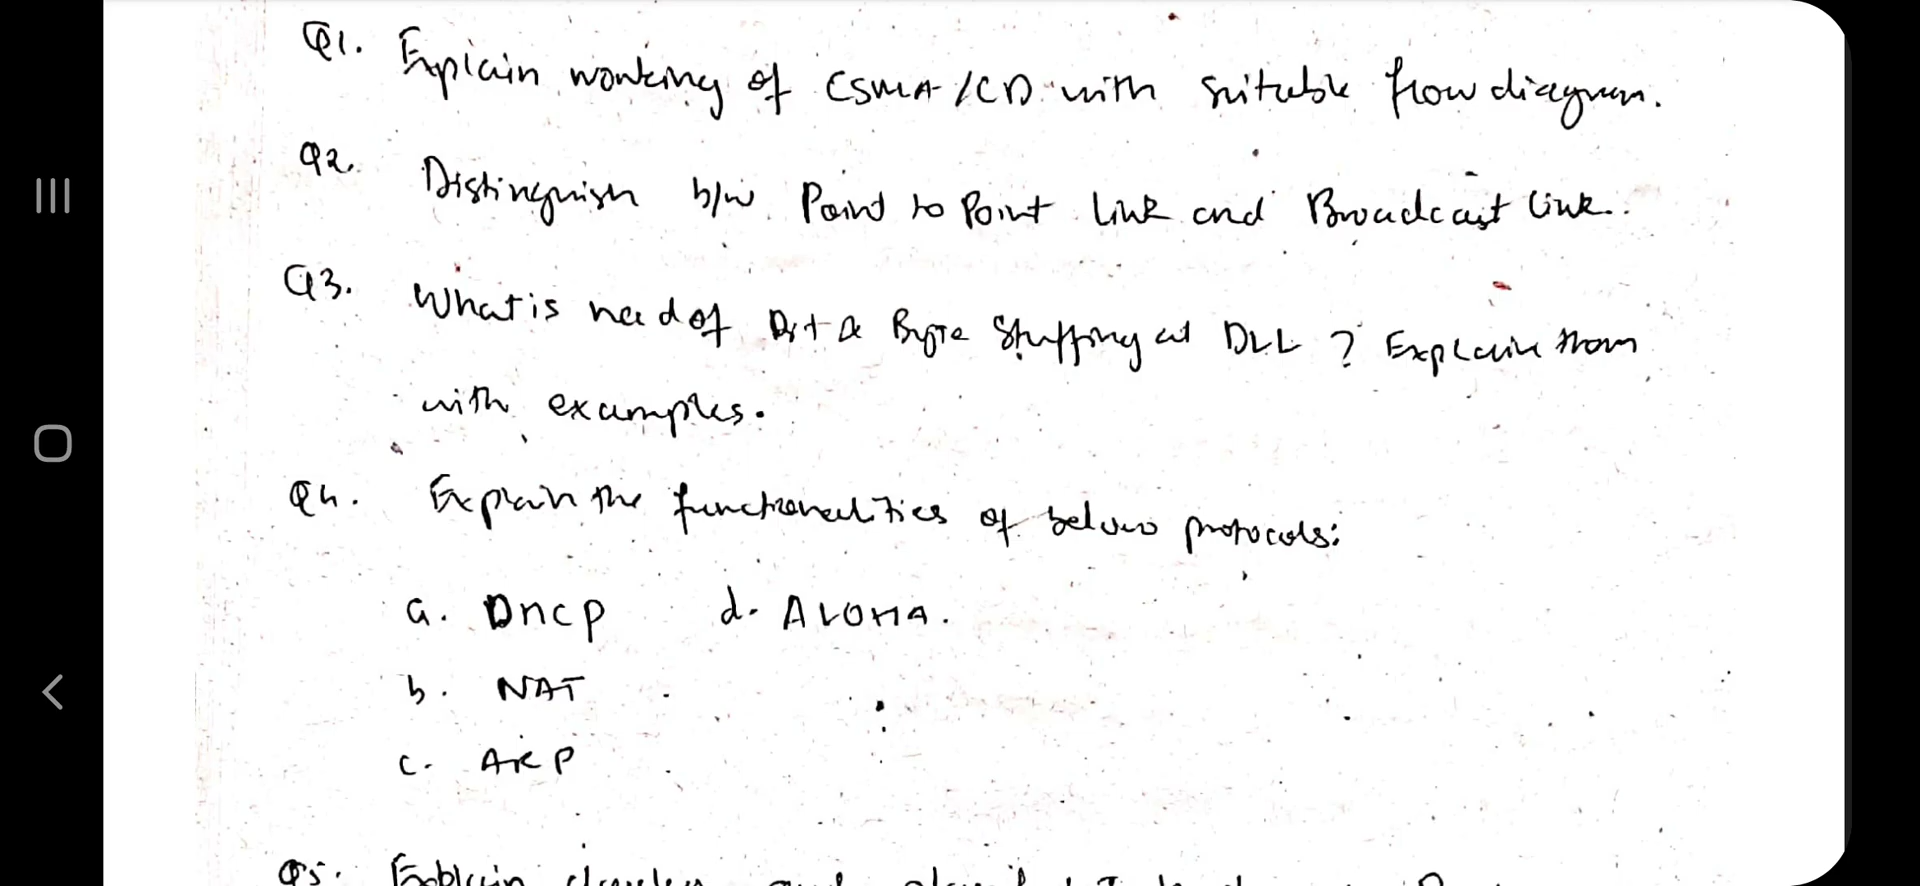 Q1. Explain working of CSMA/CD with suitable flow diagram.
Q2. Distinguish b/w Point to Point Link and Broadcast Link.
Q3. What is need of Bit & Byte Stuffing at DLL ? Explain them
with examples.
Q4. Explain the functionalities of below protocols:
a. DHCP d. ALOHA.
b. NAT
c. ARP
Q5. Explain